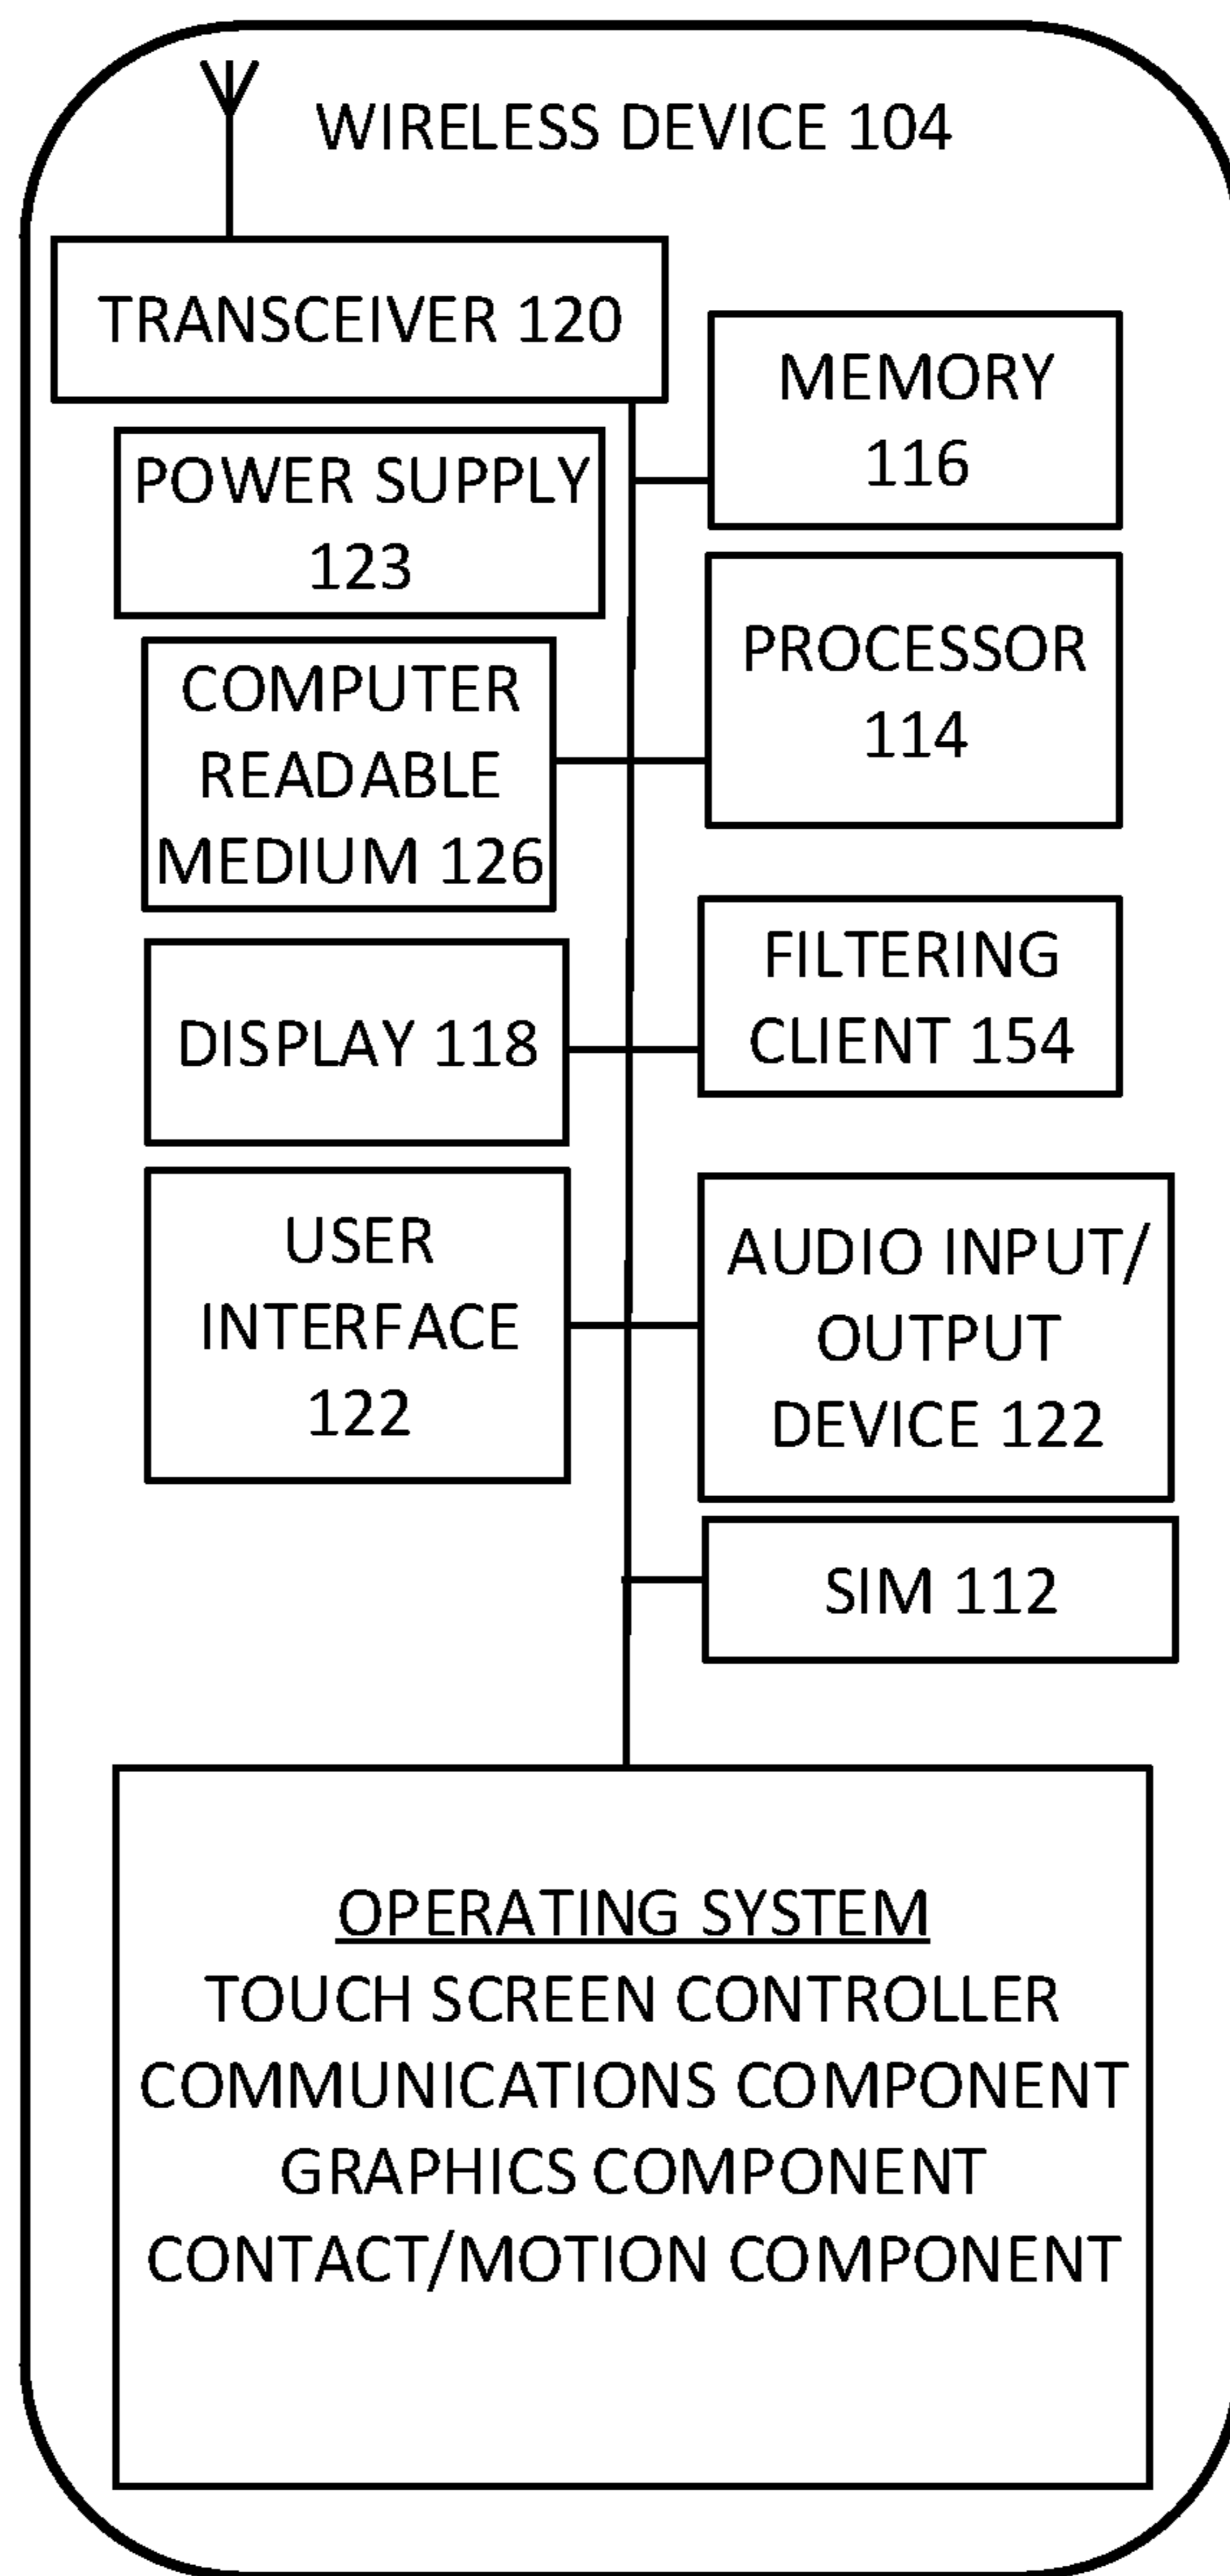 WIRELESS DEVICE 104
TRANSCEIVER 120
MEMORY
116
POWER SUPPLY
123
PROCESSOR
114
COMPUTER
READABLE
MEDIUM 126
FILTERING
CLIENT 154
DISPLAY 118
USER
INTERFACE
122
AUDIO INPUT/
OUTPUT
DEVICE 122
SIM 112
OPERATING SYSTEM
TOUCH SCREEN CONTROLLER
COMMUNICATIONS COMPONENT
GRAPHICS COMPONENT
CONTACT/MOTION COMPONENT